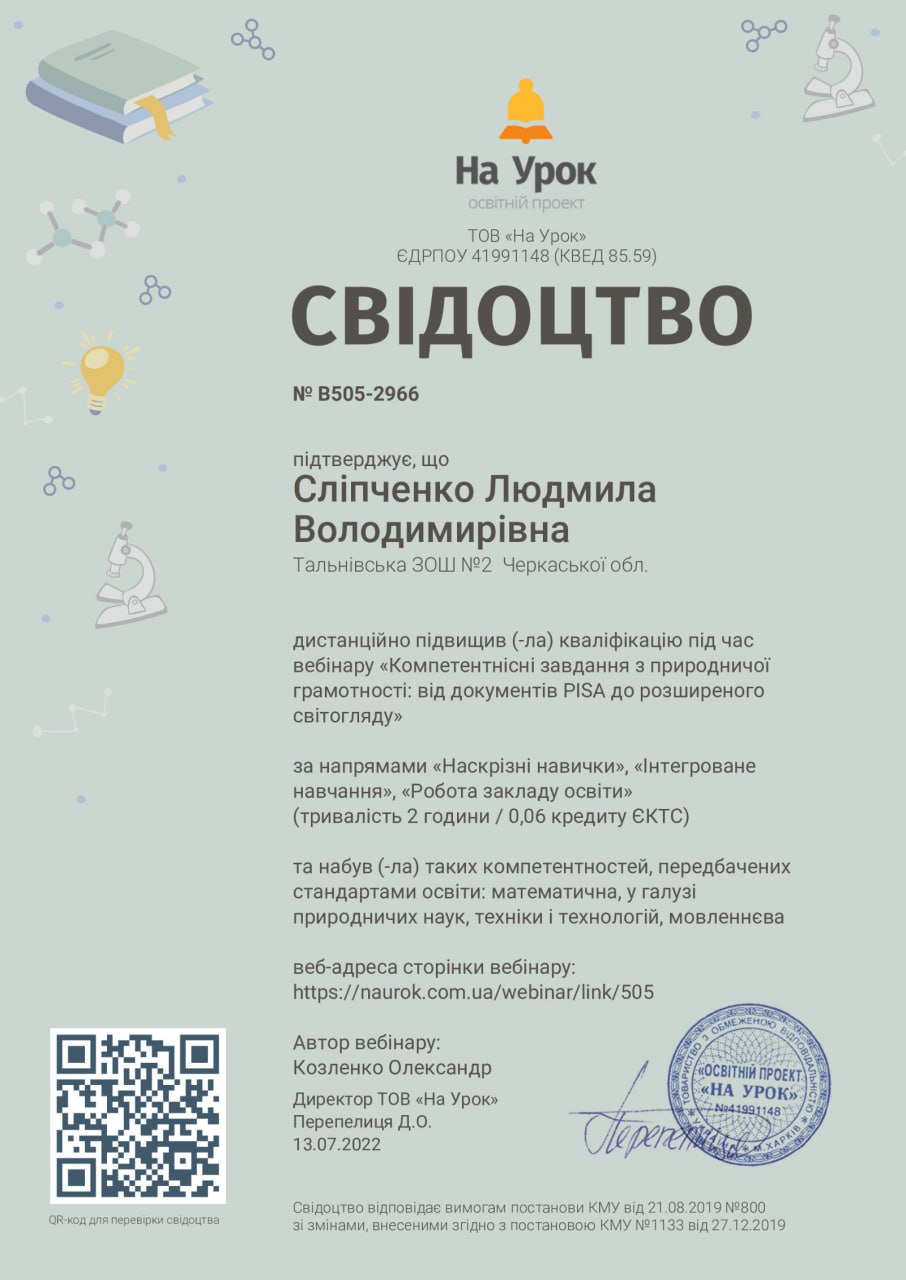 На Урок
освітній проект
ТОВ «На Урок»
ЄДРПОУ 41991148 (КВЕД 85.59)
СВІДОЦТВО
№ B505-2966
підтверджує, що
Сліпченко Людмила
Володимирівна
Тальнівська ЗОШ №2 Черкаської обл.
дистанційно підвищив (-ла) кваліфікацію під час
вебінару «Компетентнісні завдання з природничої
грамотності: від документів PISA до розширеного
світогляду»
за напрямами «Наскрізні навички», «Інтегроване
навчання», «Робота закладу освіти»
(тривалість 2 години / 0,06 кредиту ЄКТС)
та набув (-ла) таких компетентностей, передбачених
стандартами освіти: математична, у галузі
природничих наук, техніки і технологій, мовленнєва
веб-адреса сторінки вебінару:
https://naurok.com.ua/webinar/link/505
Автор вебінару:
Козленко Олександр
Директор ТОВ «На Урок»
Перепелиця Д.О.
13.07.2022
ТОВАРИСТВО З ОБМЕЖЕНОЮ ВІДПОВІДАЛЬНІСТЮ
«ОСВІТНІЙ ПРОЕКТ
«НА УРОК»
№41991148
УКРАЇНА * М.ХАРКІВ
QR-код для перевірки свідоцтва
Свідоцтво відповідає вимогам постанови КМУ від 21.08.2019 №800
зі змінами, внесеними згідно з постановою КМУ №1133 від 27.12.2019